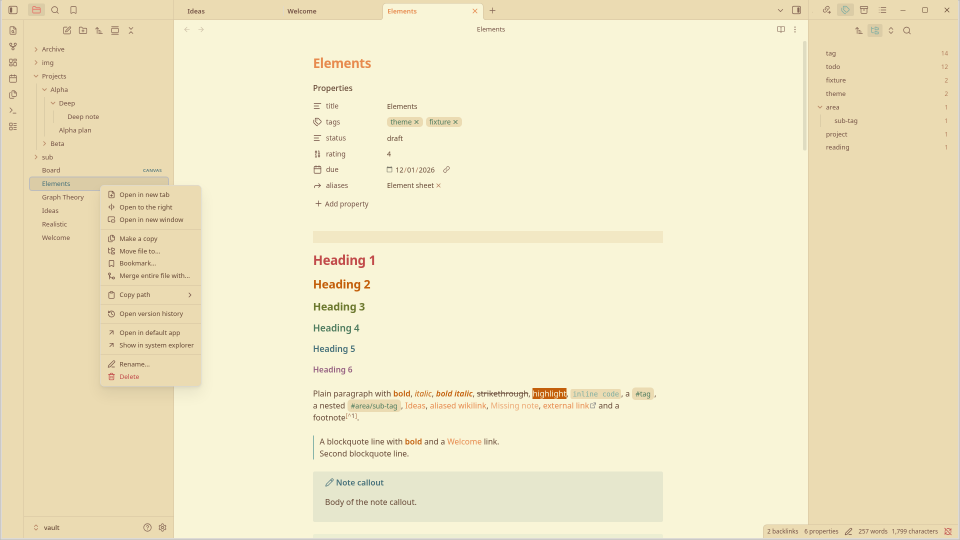 Ideas
Welcome
Elements
Archive
img
Projects
Alpha
Deep
Deep note
Alpha plan
Beta
sub
Board
CANVAS
Elements
Graph Theory
Ideas
Realistic
Welcome
Open in new tab
Open to the right
Open in new window
Make a copy
Move file to...
Bookmark...
Merge entire file with...
Copy path
Open version history
Open in default app
Show in system explorer
Rename...
Delete
vault
Elements
Elements
Properties
title Elements
tags theme fixture
status draft
rating 4
due 12/01/2026
aliases Element sheet
Add property
Heading 1
Heading 2
Heading 3
Heading 4
Heading 5
Heading 6
Plain paragraph with bold, italic, bold italic, strikethrough, highlight, inline code, a #tag,
a nested #area/sub-tag, Ideas, aliased wikilink, Missing note, external link and a
footnote[^1].
A blockquote line with bold and a Welcome link.
Second blockquote line.
Note callout
Body of the note callout.
tag 14
todo 12
fixture 2
theme 2
area 1
sub-tag 1
project 1
reading 1
2 backlinks 6 properties 257 words 1,799 characters